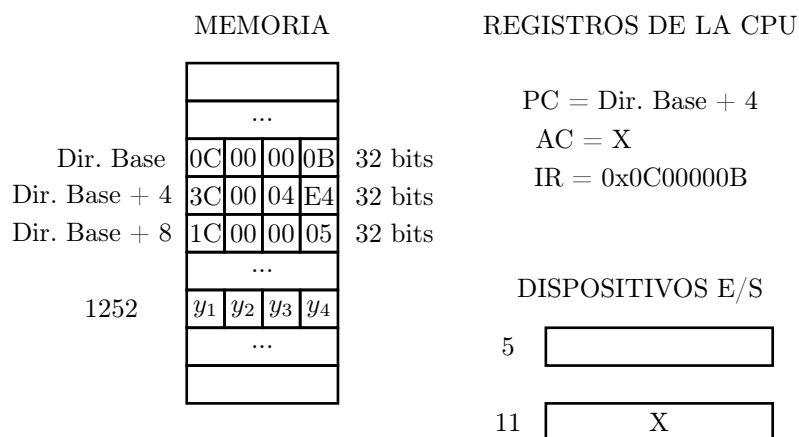 MEMORIA
...
Dir. Base 0C 00 00 0B 32 bits
Dir. Base + 4 3C 00 04 E4 32 bits
Dir. Base + 8 1C 00 00 05 32 bits
...
1252 y₁ y₂ y₃ y₄
...
REGISTROS DE LA CPU
PC = Dir. Base + 4
AC = X
IR = 0x0C00000B
DISPOSITIVOS E/S
5
11 X